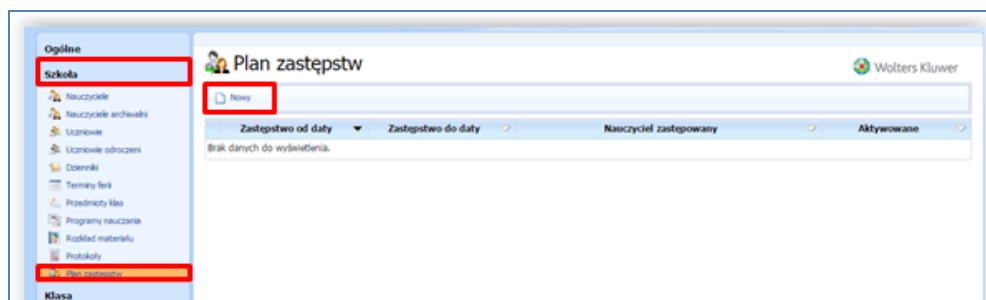 Ogólne
Szkoła
Nauczyciele
Nauczyciele archiwalni
Uczniowie
Uczniowie odroczeni
Dzienniki
Terminy ferii
Przedmioty klas
Programy nauczania
Rozkład materiału
Protokoły
Plan zastępstw
Klasa
Plan zastępstw
Wolters Kluwer
Nowy
Zastępstwo od daty Zastępstwo do daty Nauczyciel zastępowany Aktywowane
Brak danych do wyświetlenia.